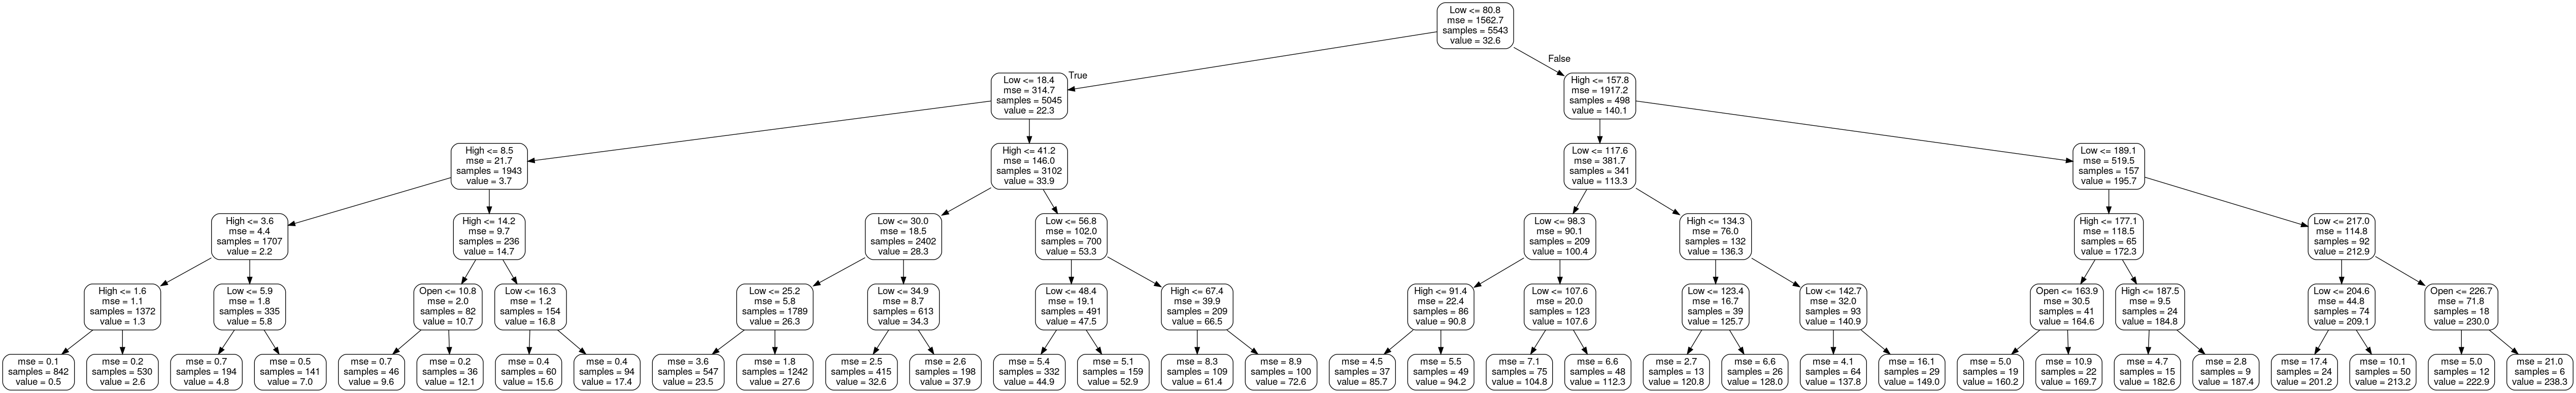 Low <= 80.8
mse = 1562.7
samples = 5543
value = 32.6
True
False
Low <= 18.4
mse = 314.7
samples = 5045
value = 22.3
High <= 157.8
mse = 1917.2
samples = 498
value = 140.1
High <= 8.5
mse = 21.7
samples = 1943
value = 3.7
High <= 41.2
mse = 146.0
samples = 3102
value = 33.9
Low <= 117.6
mse = 381.7
samples = 341
value = 113.3
Low <= 189.1
mse = 519.5
samples = 157
value = 195.7
High <= 3.6
mse = 4.4
samples = 1707
value = 2.2
High <= 14.2
mse = 9.7
samples = 236
value = 14.7
Low <= 30.0
mse = 18.5
samples = 2402
value = 28.3
Low <= 56.8
mse = 102.0
samples = 700
value = 53.3
Low <= 98.3
mse = 90.1
samples = 209
value = 100.4
High <= 134.3
mse = 76.0
samples = 132
value = 136.3
High <= 177.1
mse = 118.5
samples = 65
value = 172.3
Low <= 217.0
mse = 114.8
samples = 92
value = 212.9
High <= 1.6
mse = 1.1
samples = 1372
value = 1.3
Low <= 5.9
mse = 1.8
samples = 335
value = 5.8
Open <= 10.8
mse = 2.0
samples = 82
value = 10.7
Low <= 16.3
mse = 1.2
samples = 154
value = 16.8
Low <= 25.2
mse = 5.8
samples = 1789
value = 26.3
Low <= 34.9
mse = 8.7
samples = 613
value = 34.3
Low <= 48.4
mse = 19.1
samples = 491
value = 47.5
High <= 67.4
mse = 39.9
samples = 209
value = 66.5
High <= 91.4
mse = 22.4
samples = 86
value = 90.8
Low <= 107.6
mse = 20.0
samples = 123
value = 107.6
Low <= 123.4
mse = 16.7
samples = 39
value = 125.7
Low <= 142.7
mse = 32.0
samples = 93
value = 140.9
Open <= 163.9
mse = 30.5
samples = 41
value = 164.6
High <= 187.5
mse = 9.5
samples = 24
value = 184.8
Low <= 204.6
mse = 44.8
samples = 74
value = 209.1
Open <= 226.7
mse = 71.8
samples = 18
value = 230.0
mse = 0.1
samples = 842
value = 0.5
mse = 0.2
samples = 530
value = 2.6
mse = 0.7
samples = 194
value = 4.8
mse = 0.5
samples = 141
value = 7.0
mse = 0.7
samples = 46
value = 9.6
mse = 0.2
samples = 36
value = 12.1
mse = 0.4
samples = 60
value = 15.6
mse = 0.4
samples = 94
value = 17.4
mse = 3.6
samples = 547
value = 23.5
mse = 1.8
samples = 1242
value = 27.6
mse = 2.5
samples = 415
value = 32.6
mse = 2.6
samples = 198
value = 37.9
mse = 5.4
samples = 332
value = 44.9
mse = 5.1
samples = 159
value = 52.9
mse = 8.3
samples = 109
value = 61.4
mse = 8.9
samples = 100
value = 72.6
mse = 4.5
samples = 37
value = 85.7
mse = 5.5
samples = 49
value = 94.2
mse = 7.1
samples = 75
value = 104.8
mse = 6.6
samples = 48
value = 112.3
mse = 2.7
samples = 13
value = 120.8
mse = 6.6
samples = 26
value = 128.0
mse = 4.1
samples = 64
value = 137.8
mse = 16.1
samples = 29
value = 149.0
mse = 5.0
samples = 19
value = 160.2
mse = 10.9
samples = 22
value = 169.7
mse = 4.7
samples = 15
value = 182.6
mse = 2.8
samples = 9
value = 187.4
mse = 17.4
samples = 24
value = 201.2
mse = 10.1
samples = 50
value = 213.2
mse = 5.0
samples = 12
value = 222.9
mse = 21.0
samples = 6
value = 238.3